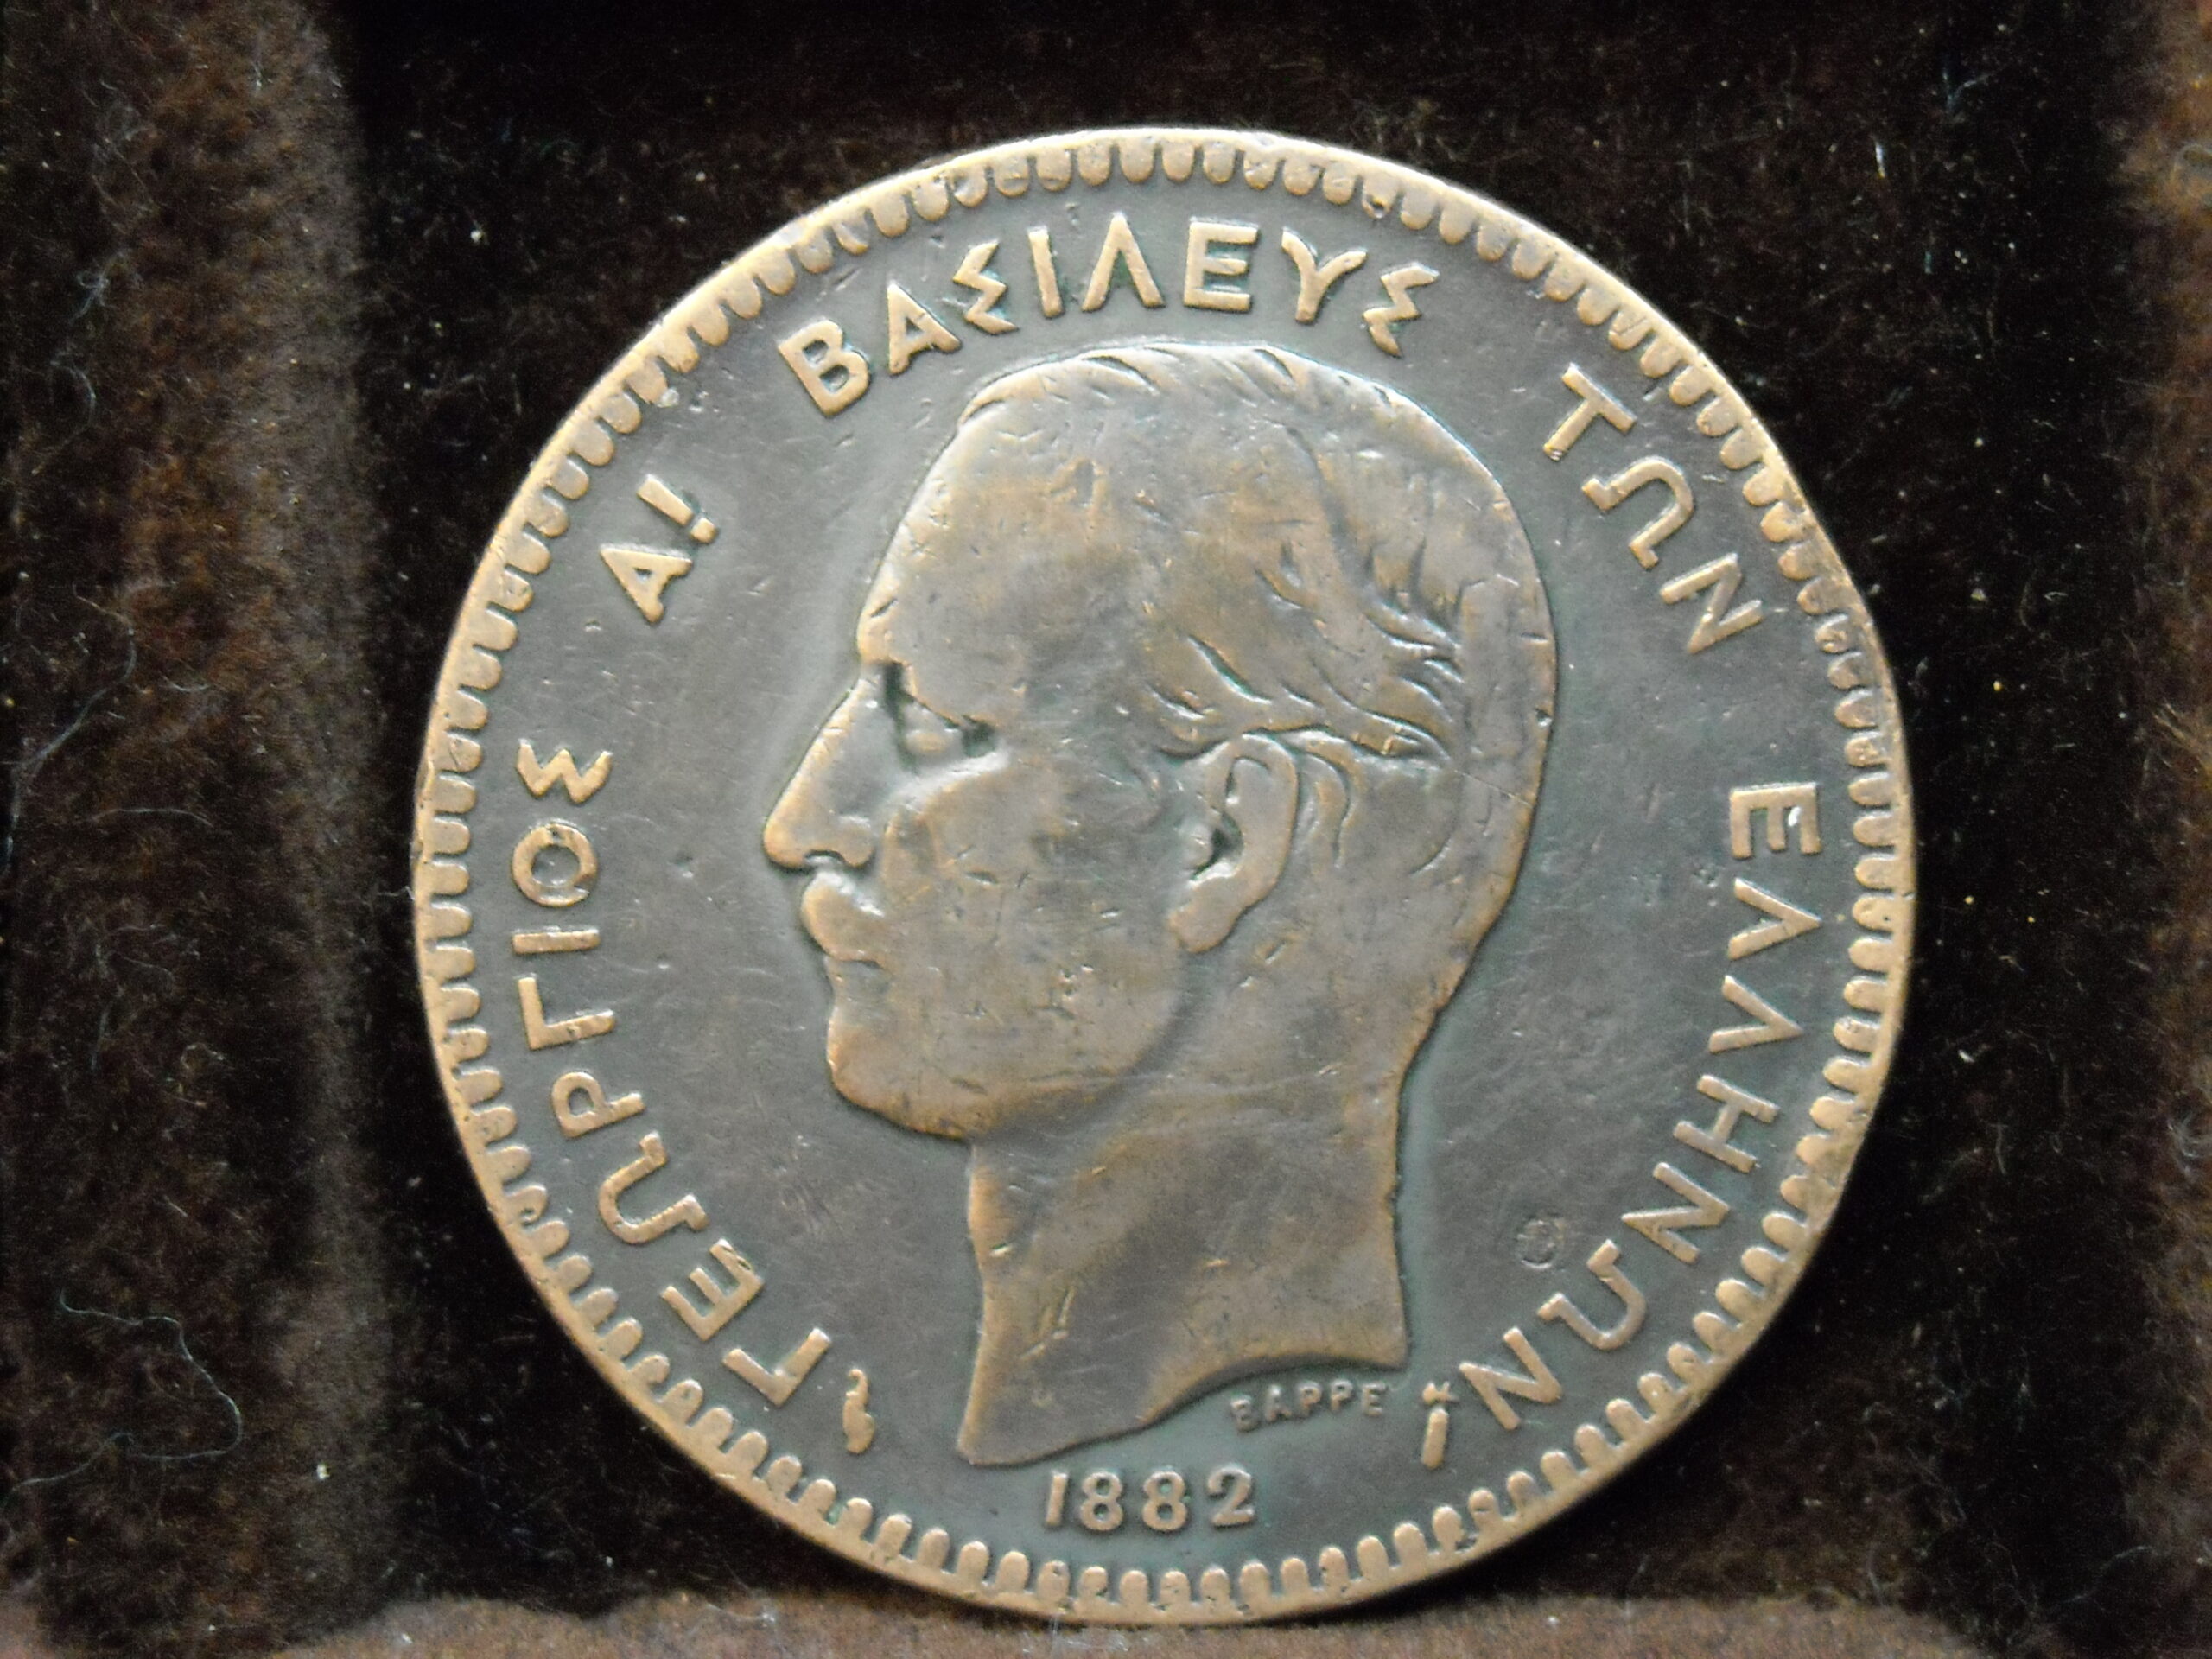 ΓΕΩΡΓΙΟΣ Α! ΒΑΣΙΛΕΥΣ ΤΩΝ ΕΛΛΗΝΩΝ
ΒΑΡΡΕ
1882